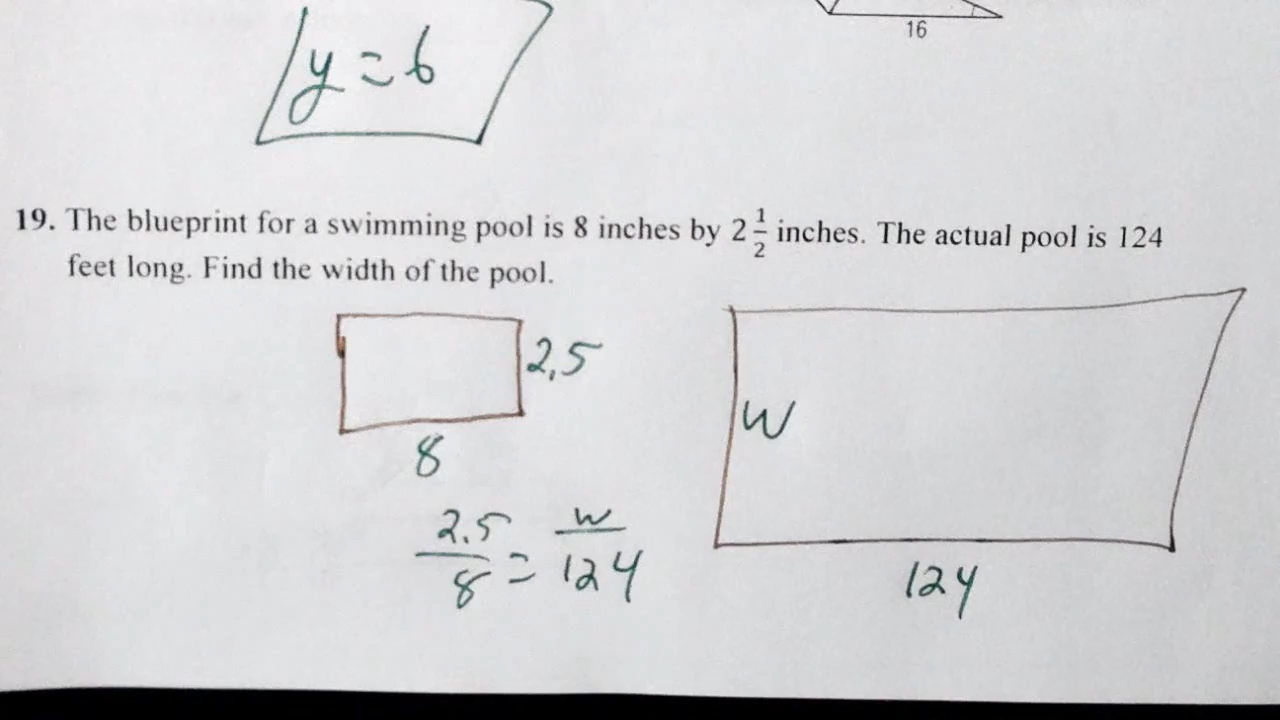 16
y = 6
19. The blueprint for a swimming pool is 8 inches by 2 1/2 inches. The actual pool is 124
feet long. Find the width of the pool.
2,5
8
W
124
2.5/8 = w/124